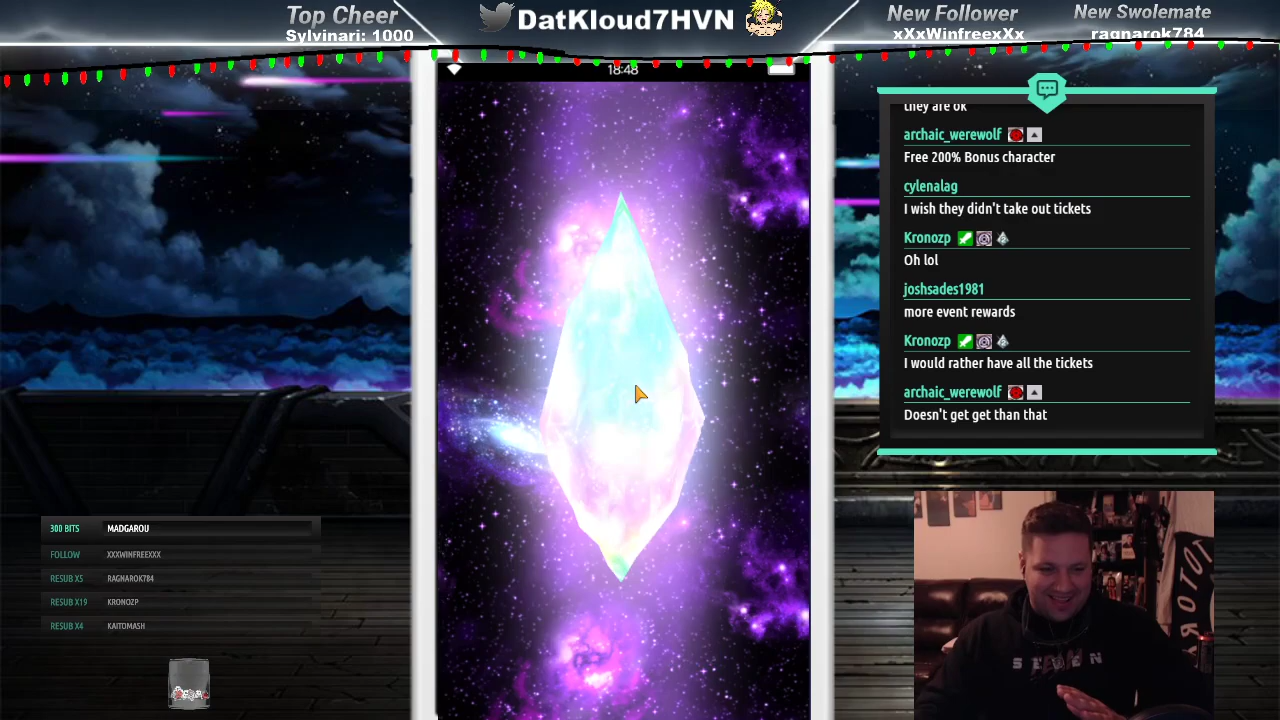 Top Cheer
Sylvinari: 1000
DatKloud7HVN
New Follower
xXxWinfreexXx
New Swolemate
ragnarok784
18:48
they are ok
archaic_werewolf
Free 200% Bonus character
cylenalag
I wish they didn't take out tickets
Kronozp
Oh lol
joshsades1981
more event rewards
Kronozp
I would rather have all the tickets
archaic_werewolf
Doesn't get get than that
300 BITS MADGAROU
FOLLOW XXXWINFREEXXX
RESUB X5 RAGNAROK784
RESUB X19 KRONOZP
RESUB X4 KAITOMASH